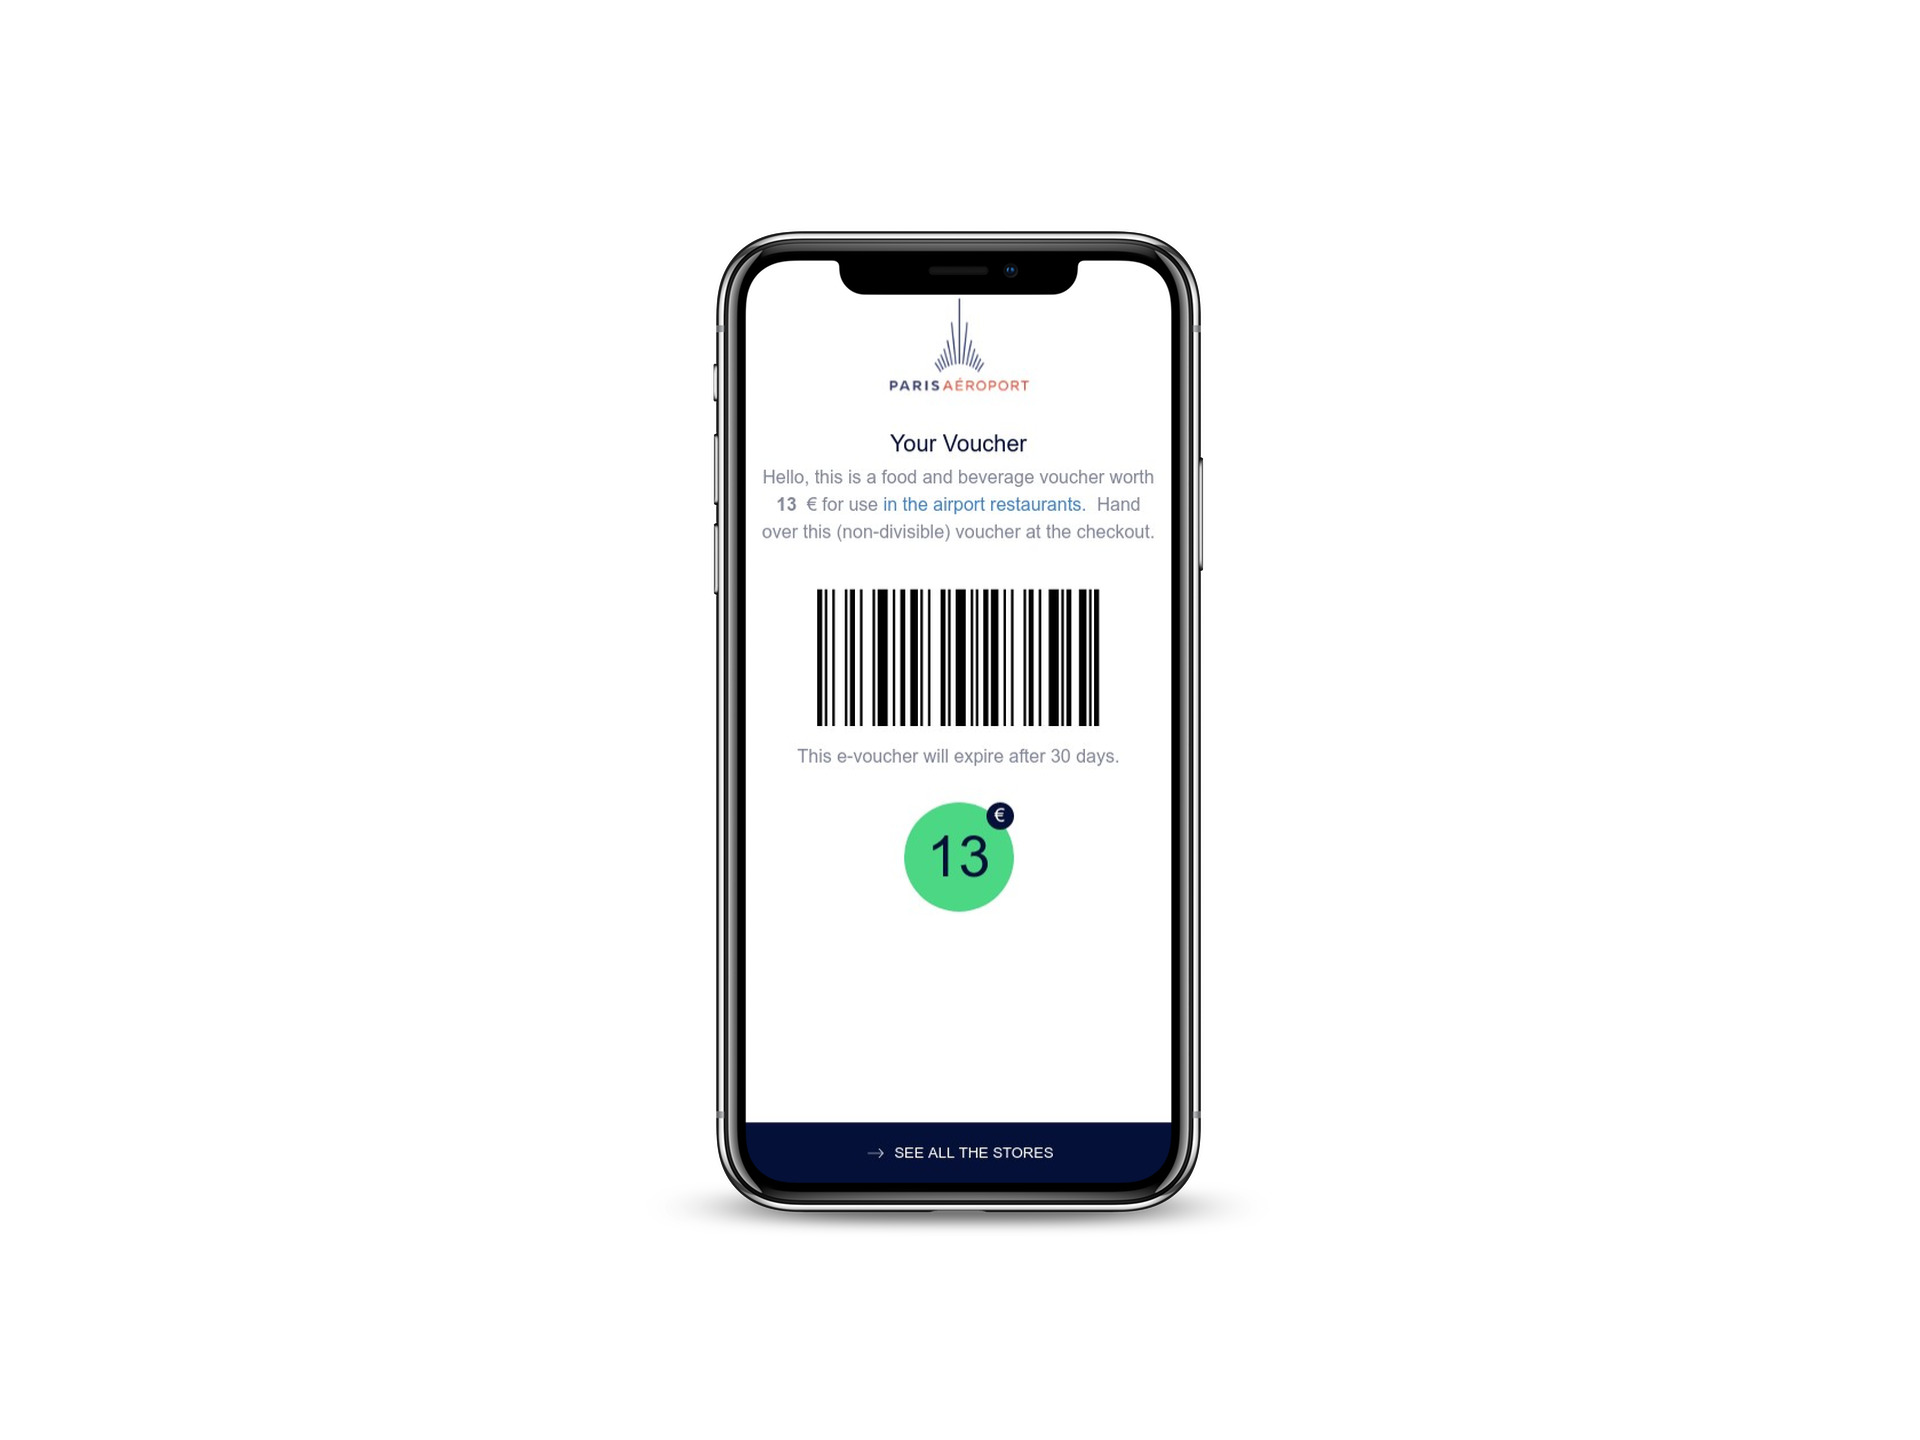 PARISAÉROPORT
Your Voucher
Hello, this is a food and beverage voucher worth
13 € for use in the airport restaurants. Hand
over this (non-divisible) voucher at the checkout.
This e-voucher will expire after 30 days.
€
13
→ SEE ALL THE STORES